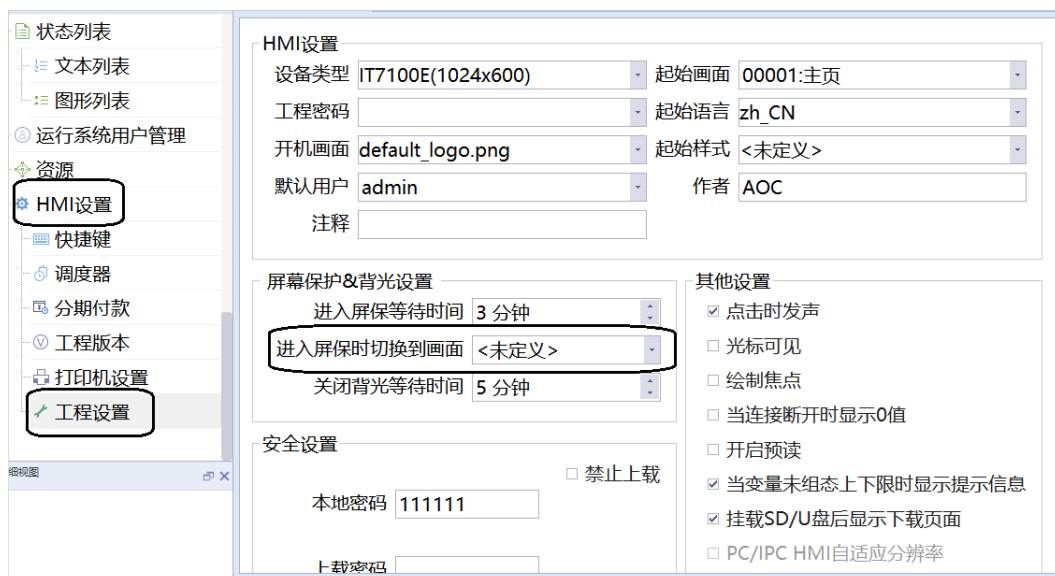 状态列表
文本列表
图形列表
运行系统用户管理
资源
HMI设置
快捷键
调度器
分期付款
工程版本
打印机设置
工程设置
细视图
HMI设置
设备类型 IT7100E(1024x600) 起始画面 00001:主页
工程密码 起始语言 zh_CN
开机画面 default_logo.png 起始样式 <未定义>
默认用户 admin 作者 AOC
注释
屏幕保护&背光设置
进入屏保等待时间 3 分钟
进入屏保时切换到画面 <未定义>
关闭背光等待时间 5 分钟
安全设置
禁止上载
本地密码 111111
上载密码
其他设置
点击时发声
光标可见
绘制焦点
当连接断开时显示0值
开启预读
当变量未组态上下限时显示提示信息
挂载SD/U盘后显示下载页面
PC/IPC HMI自适应分辨率